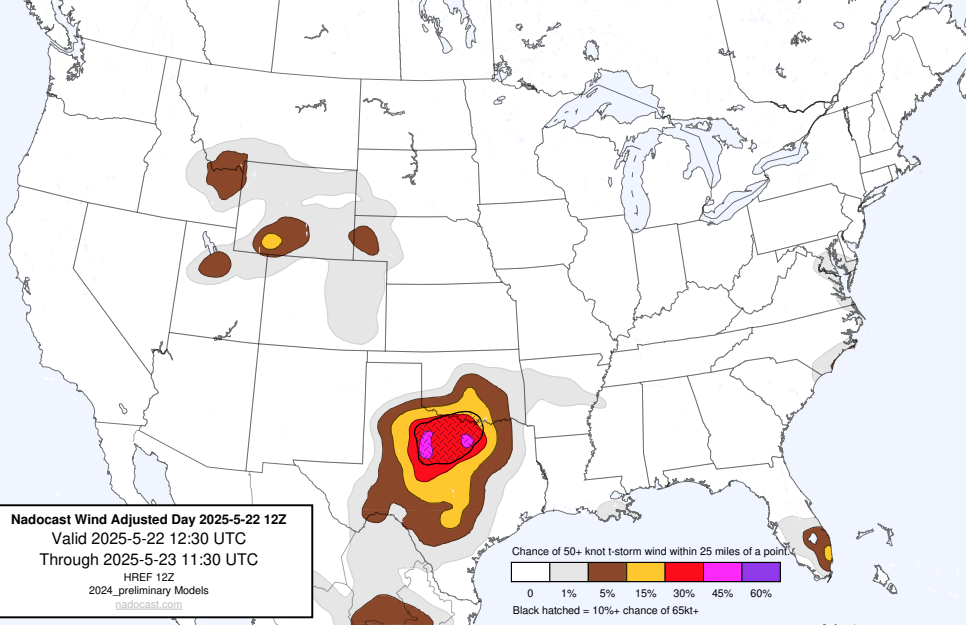 Nadocast Wind Adjusted Day 2025-5-22 12Z
Valid 2025-5-22 12:30 UTC
Through 2025-5-23 11:30 UTC
HREF 12Z
2024_preliminary Models
nadocast.com
Chance of 50+ knot t-storm wind within 25 miles of a point.
0 1% 5% 15% 30% 45% 60%
Black hatched = 10%+ chance of 65kt+